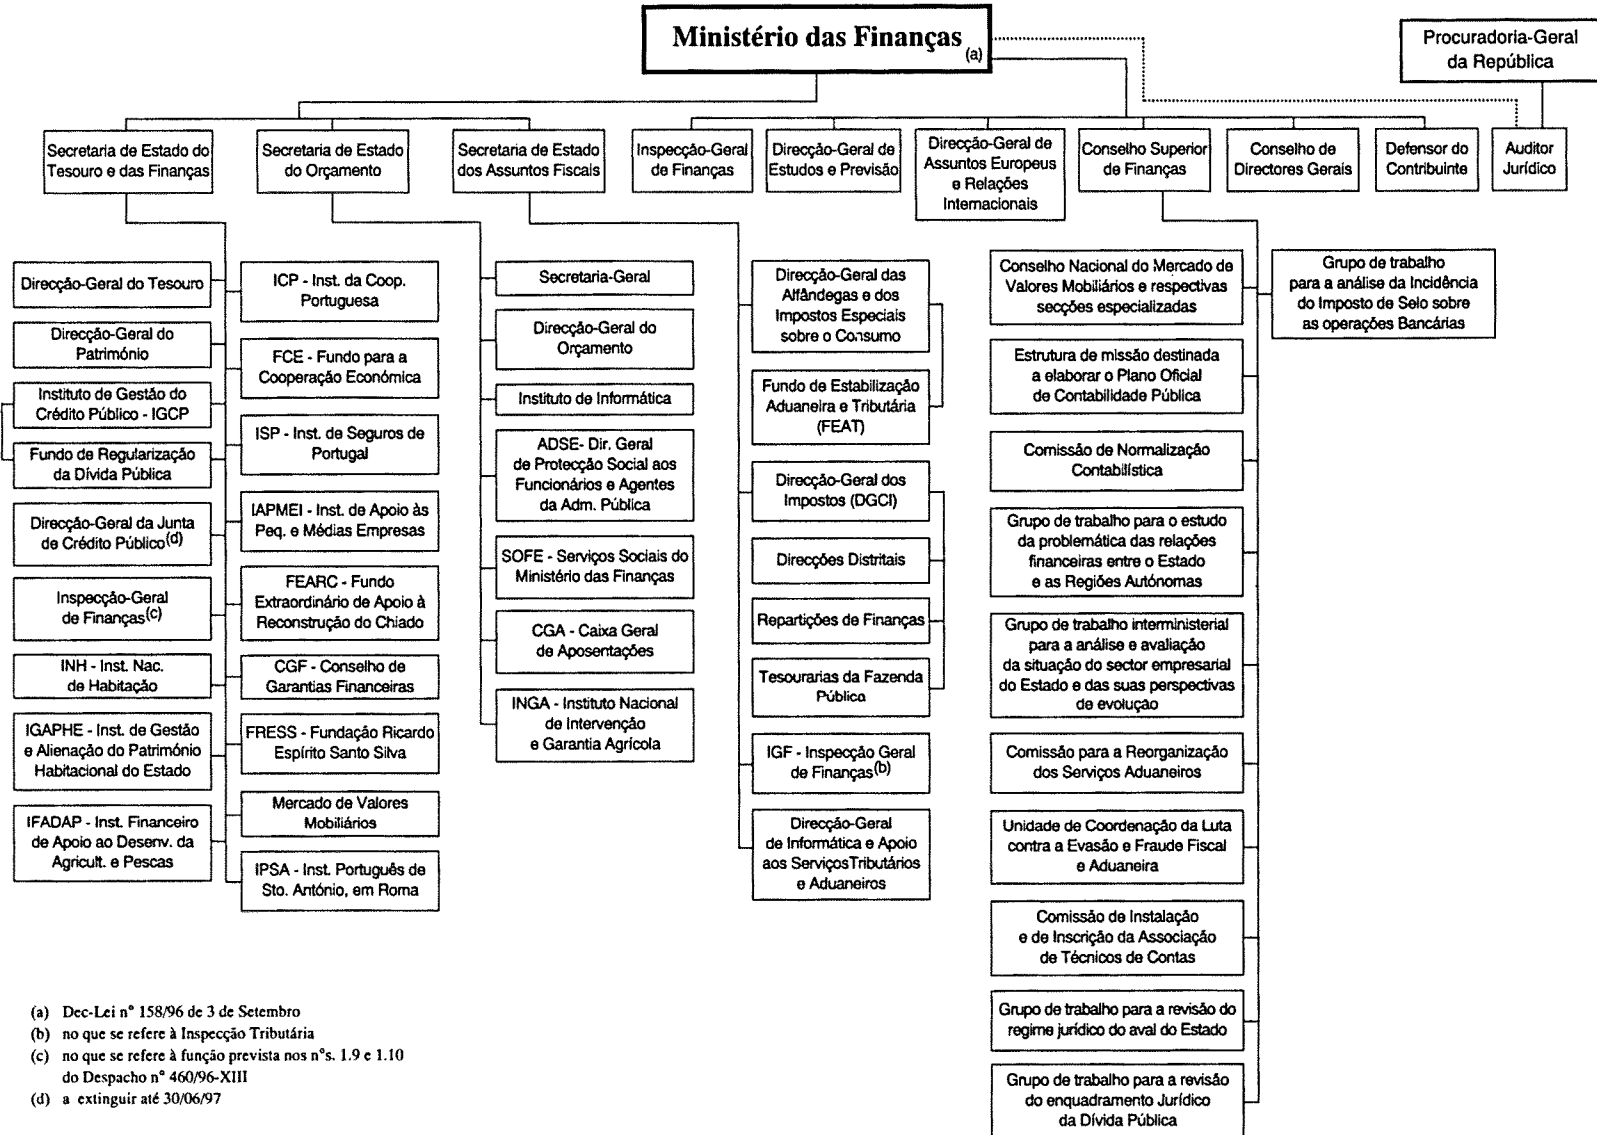 Ministério das Finanças
(a)
Procuradoria-Geral
da República
Secretaria de Estado do
Tesouro e das Finanças
Secretaria de Estado
do Orçamento
Secretaria de Estado
dos Assuntos Fiscais
Inspecção-Geral
de Finanças
Direcção-Geral de
Estudos e Previsão
Direcção-Geral de
Assuntos Europeus
e Relações
Internacionais
Conselho Superior
de Finanças
Conselho de
Directores Gerais
Defensor do
Contribuinte
Auditor
Jurídico
Direcção-Geral do Tesouro
Direcção-Geral do
Património
Instituto de Gestão do
Crédito Público - IGCP
Fundo de Regularização
da Dívida Pública
Direcção-Geral da Junta
de Crédito Público(d)
Inspecção-Geral
de Finanças(c)
INH - Inst. Nac.
de Habitação
IGAPHE - Inst. de Gestão
e Alienação do Património
Habitacional do Estado
IFADAP - Inst. Financeiro
de Apoio ao Desenv. da
Agricult. e Pescas
ICP - Inst. da Coop.
Portuguesa
FCE - Fundo para a
Cooperação Económica
ISP - Inst. de Seguros de
Portugal
IAPMEI - Inst. de Apoio às
Peq. e Médias Empresas
FEARC - Fundo
Extraordinário de Apoio à
Reconstrução do Chiado
CGF - Conselho de
Garantias Financeiras
FRESS - Fundação Ricardo
Espírito Santo Silva
Mercado de Valores
Mobiliários
IPSA - Inst. Português de
Sto. António, em Roma
Secretaria-Geral
Direcção-Geral do
Orçamento
Instituto de Informática
ADSE- Dir. Geral
de Protecção Social aos
Funcionários e Agentes
da Adm. Pública
SOFE - Serviços Sociais do
Ministério das Finanças
CGA - Caixa Geral
de Aposentações
INGA - Instituto Nacional
de Intervenção
e Garantia Agrícola
Direcção-Geral das
Alfândegas e dos
Impostos Especiais
sobre o Consumo
Fundo de Estabilização
Aduaneira e Tributária
(FEAT)
Direcção-Geral dos
Impostos (DGCI)
Direcções Distritais
Repartições de Finanças
Tesourarias da Fazenda
Pública
IGF - Inspecção Geral
de Finanças(b)
Direcção-Geral
de Informática e Apoio
aos ServiçosTributários
e Aduaneiros
Conselho Nacional do Mercado de
Valores Mobiliários e respectivas
secções especializadas
Estrutura de missão destinada
a elaborar o Plano Oficial
de Contabilidade Pública
Comissão de Normalização
Contabilística
Grupo de trabalho para o estudo
da problemática das relações
financeiras entre o Estado
e as Regiões Autónomas
Grupo de trabalho interministerial
para a análise e avaliação
da situação do sector empresarial
do Estado e das suas perspectivas
de evolução
Comissão para a Reorganização
dos Serviços Aduaneiros
Unidade de Coordenação da Luta
contra a Evasão e Fraude Fiscal
e Aduaneira
Comissão de Instalação
e de Inscrição da Associação
de Técnicos de Contas
Grupo de trabalho para a revisão do
regime jurídico do aval do Estado
Grupo de trabalho para a revisão
do enquadramento Jurídico
da Dívida Pública
Grupo de trabalho
para a análise da Incidência
do Imposto de Selo sobre
as operações Bancárias
(a) Dec-Lei n° 158/96 de 3 de Setembro
(b) no que se refere à Inspecção Tributária
(c) no que se refere à função prevista nos n°s. 1.9 e 1.10
do Despacho n° 460/96-XIII
(d) a extinguir até 30/06/97